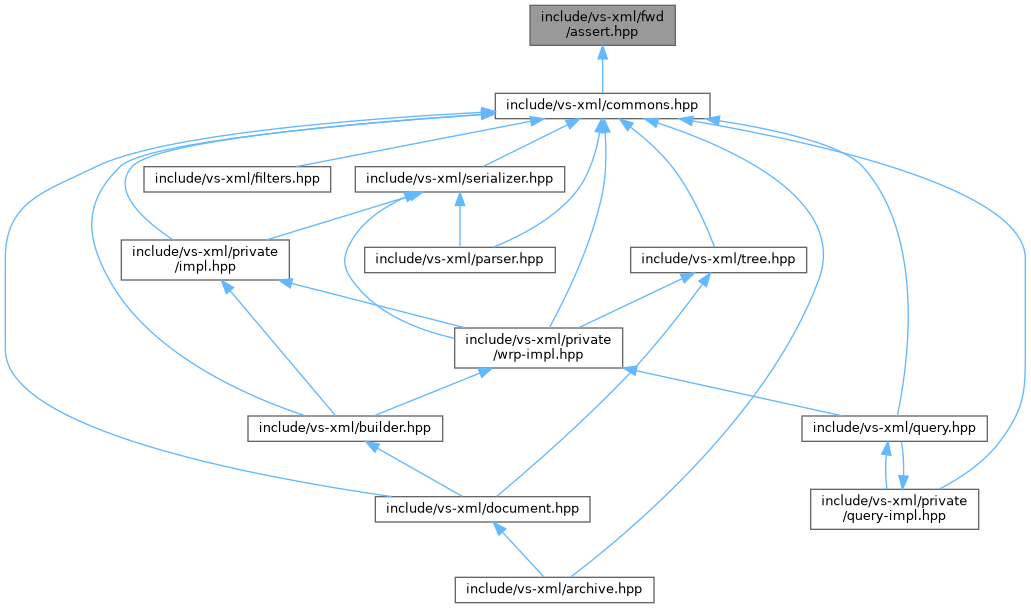 include/vs-xml/fwd
/assert.hpp
include/vs-xml/commons.hpp
include/vs-xml/filters.hpp
include/vs-xml/serializer.hpp
include/vs-xml/private
/impl.hpp
include/vs-xml/parser.hpp
include/vs-xml/tree.hpp
include/vs-xml/private
/wrp-impl.hpp
include/vs-xml/builder.hpp
include/vs-xml/query.hpp
include/vs-xml/document.hpp
include/vs-xml/private
/query-impl.hpp
include/vs-xml/archive.hpp